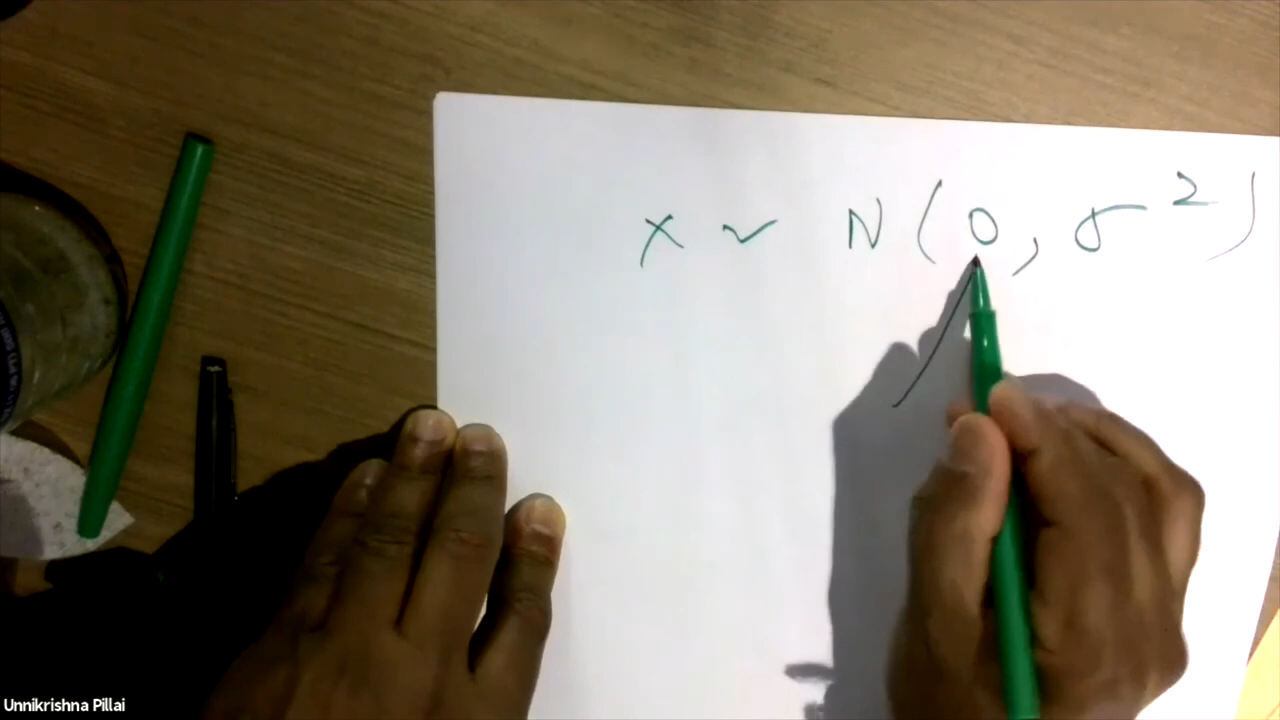 X ~ N(0, σ²)
Unnikrishna Pillai